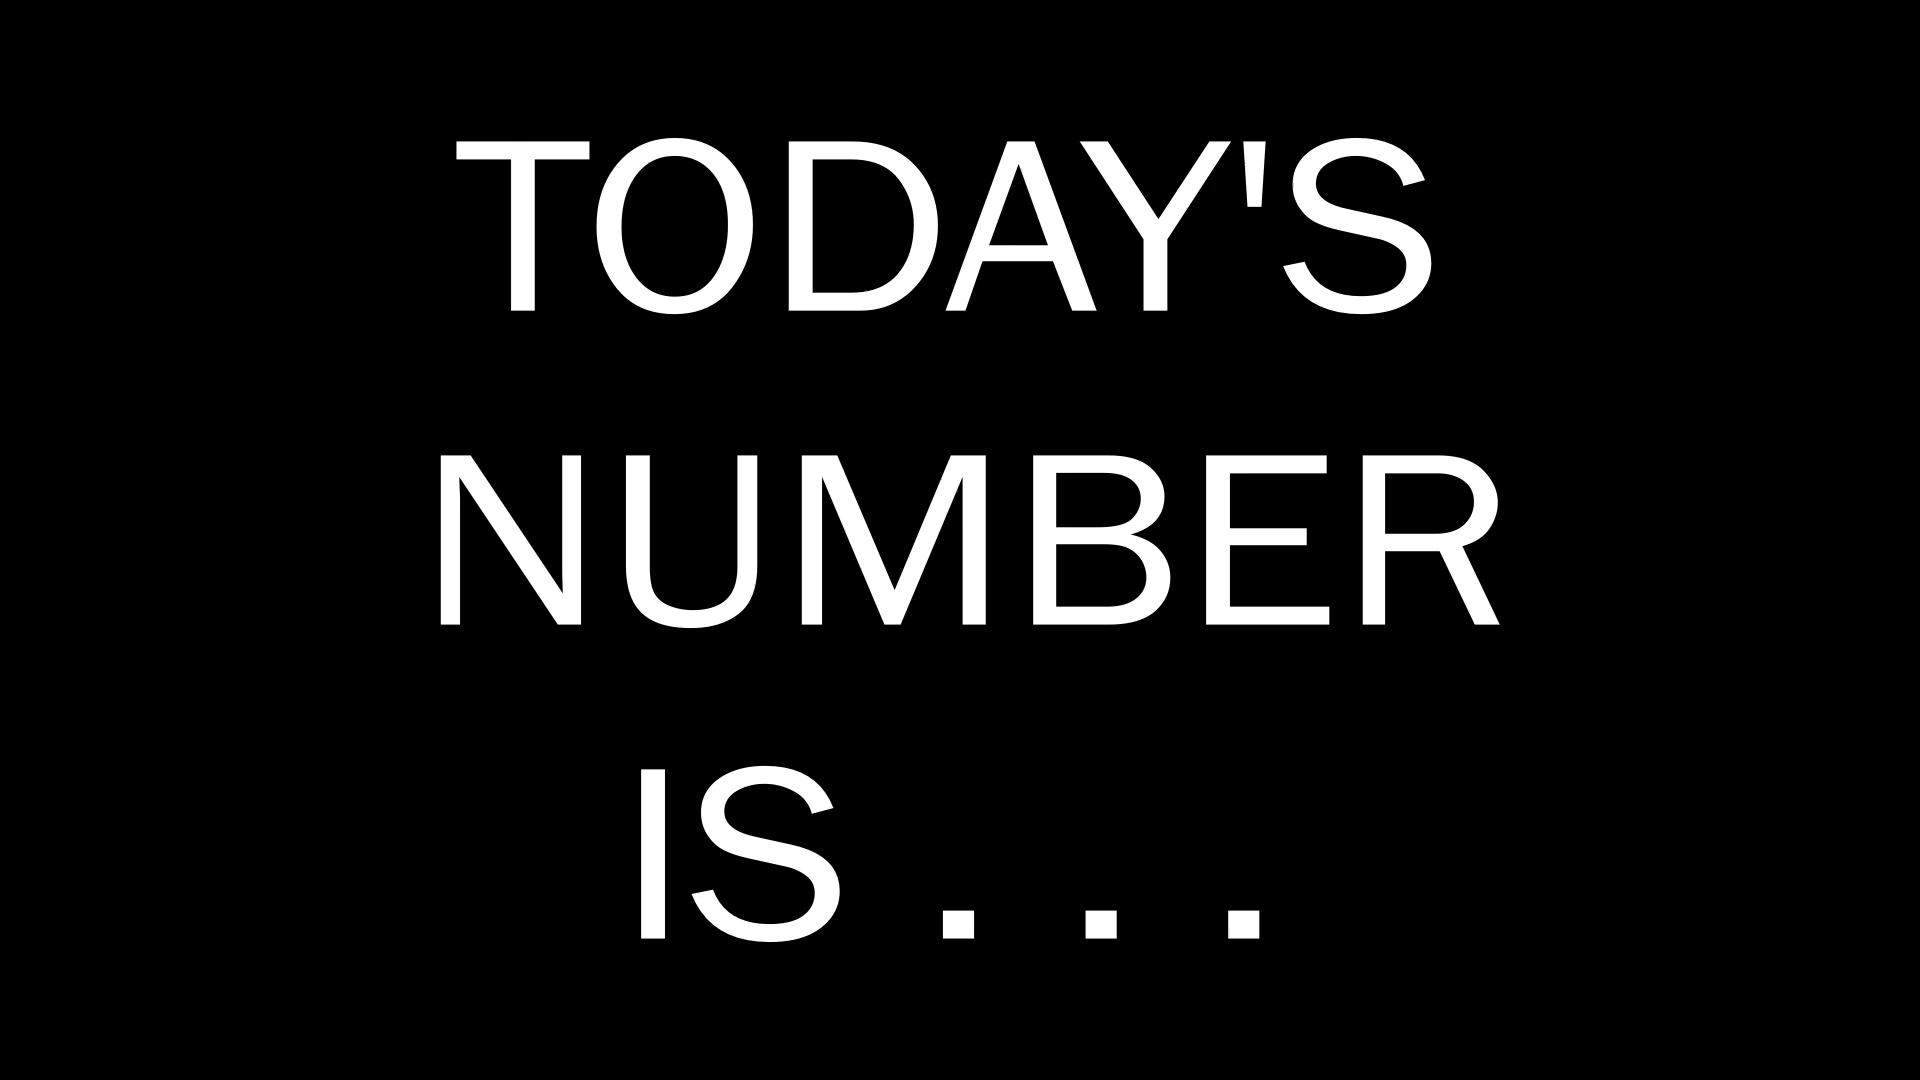 TODAY'S
NUMBER
IS . . .